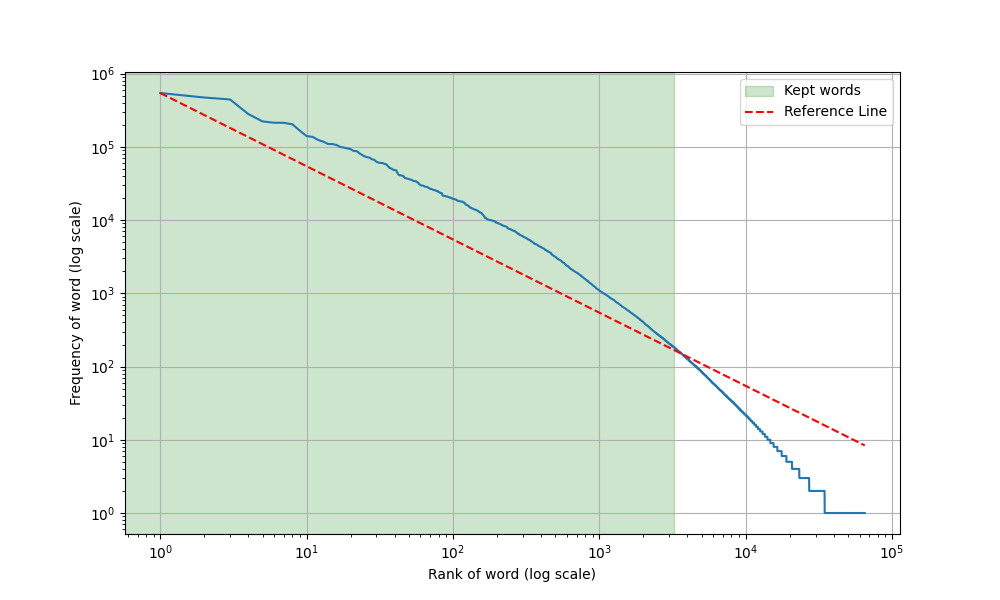 Kept words
Reference Line
Frequency of word (log scale)
10^6
10^5
10^4
10^3
10^2
10^1
10^0
10^0 10^1 10^2 10^3 10^4 10^5
Rank of word (log scale)